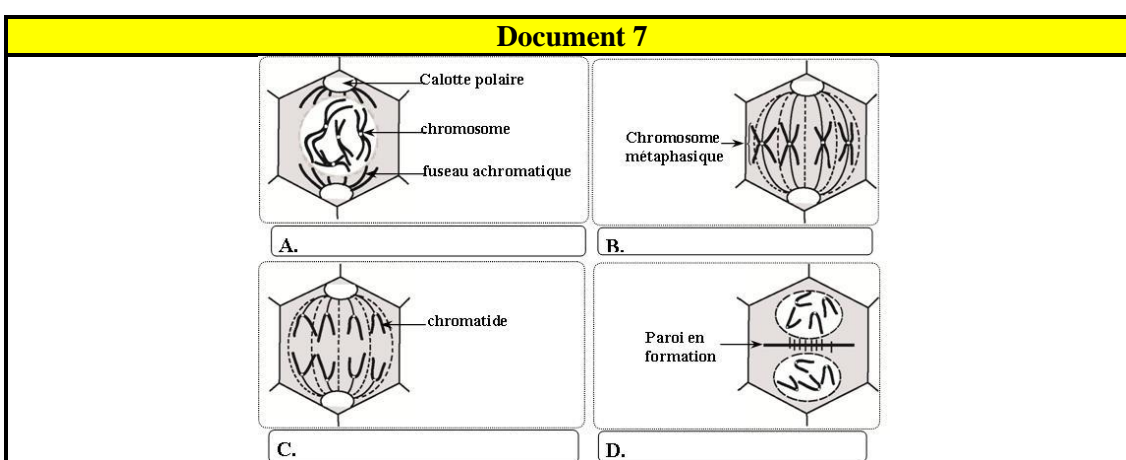 Document 7
Calotte polaire
chromosome
fuseau achromatique
A.
Chromosome
métaphasique
B.
chromatide
C.
Paroi en
formation
D.